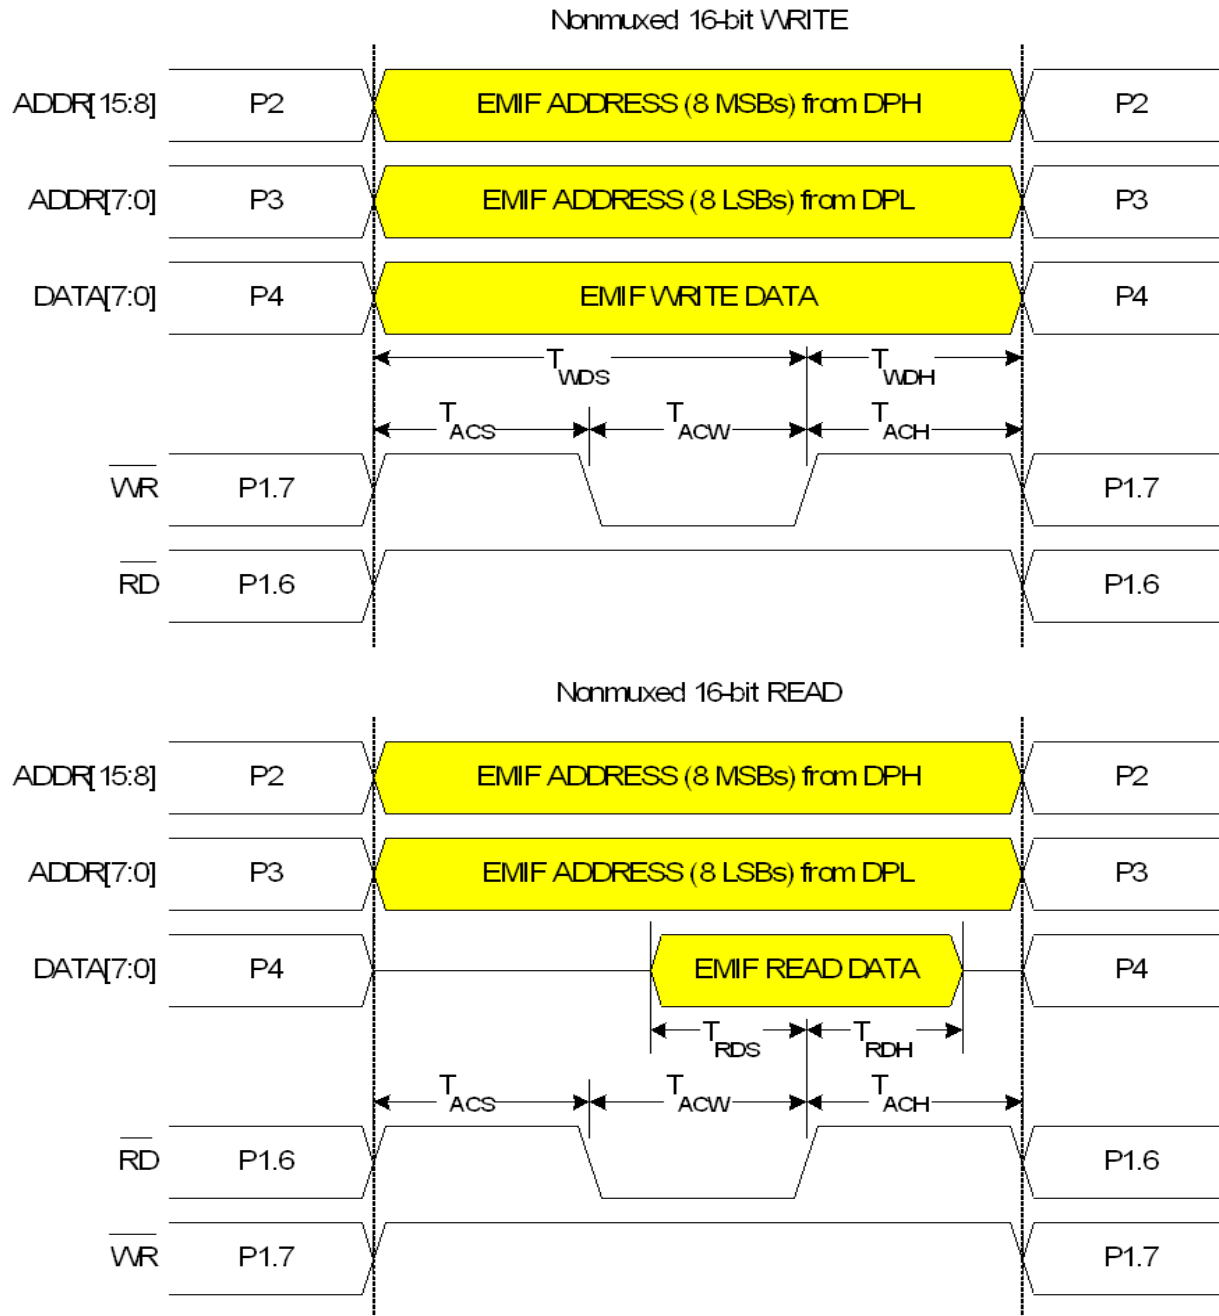 Nonmuxed 16-bit WRITE
ADDR[15:8] P2 EMIF ADDRESS (8 MSBs) from DPH P2
ADDR[7:0] P3 EMIF ADDRESS (8 LSBs) from DPL P3
DATA[7:0] P4 EMIF WRITE DATA P4
TWDS TWDH
TACS TACW TACH
WR P1.7 P1.7
RD P1.6 P1.6
Nonmuxed 16-bit READ
ADDR[15:8] P2 EMIF ADDRESS (8 MSBs) from DPH P2
ADDR[7:0] P3 EMIF ADDRESS (8 LSBs) from DPL P3
DATA[7:0] P4 EMIF READ DATA P4
TRDS TRDH
TACS TACW TACH
RD P1.6 P1.6
WR P1.7 P1.7